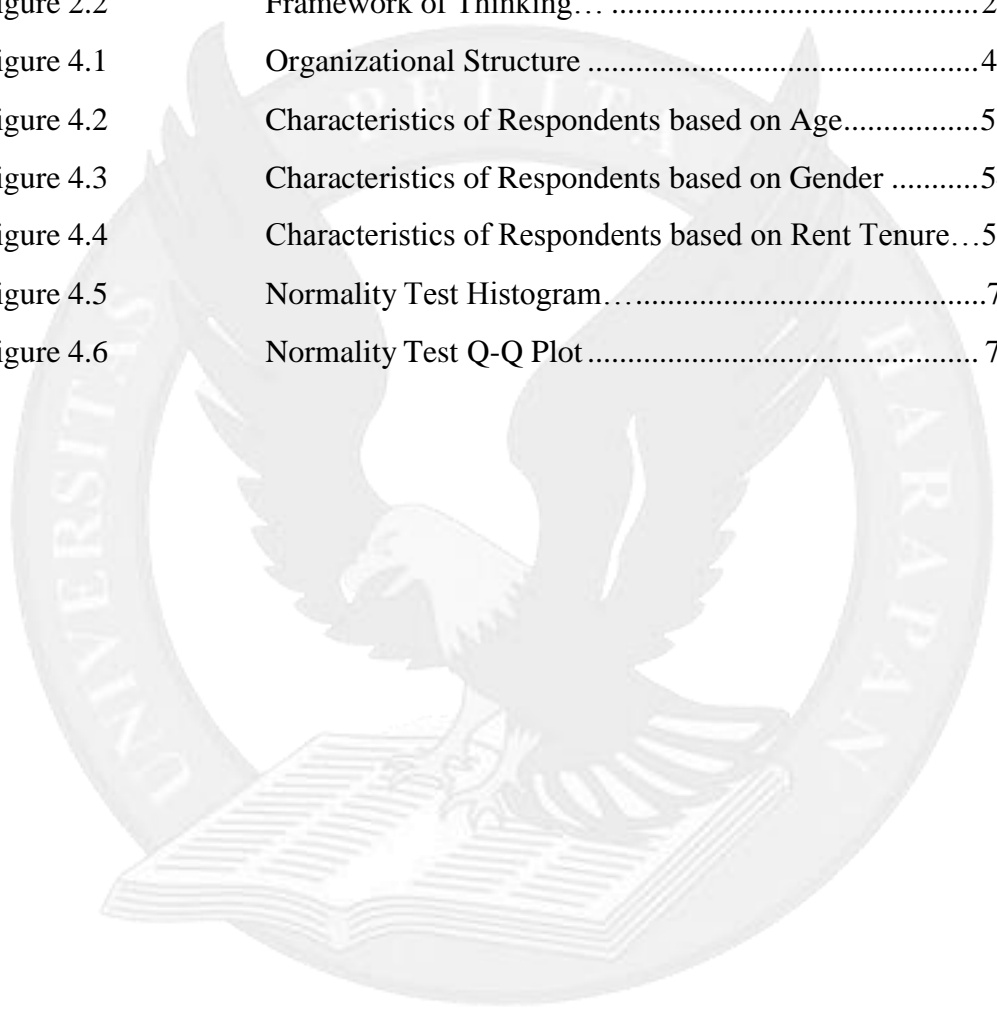 igure 2.2 Framework of Thinking… ............................................... 2
igure 4.1 Organizational Structure .................................................. 4
igure 4.2 Characteristics of Respondents based on Age................. 5
igure 4.3 Characteristics of Respondents based on Gender ........... 5
igure 4.4 Characteristics of Respondents based on Rent Tenure… 5
igure 4.5 Normality Test Histogram…............................................ 7
igure 4.6 Normality Test Q-Q Plot ................................................. 7
UNIVERSITAS PELITA HARAPAN